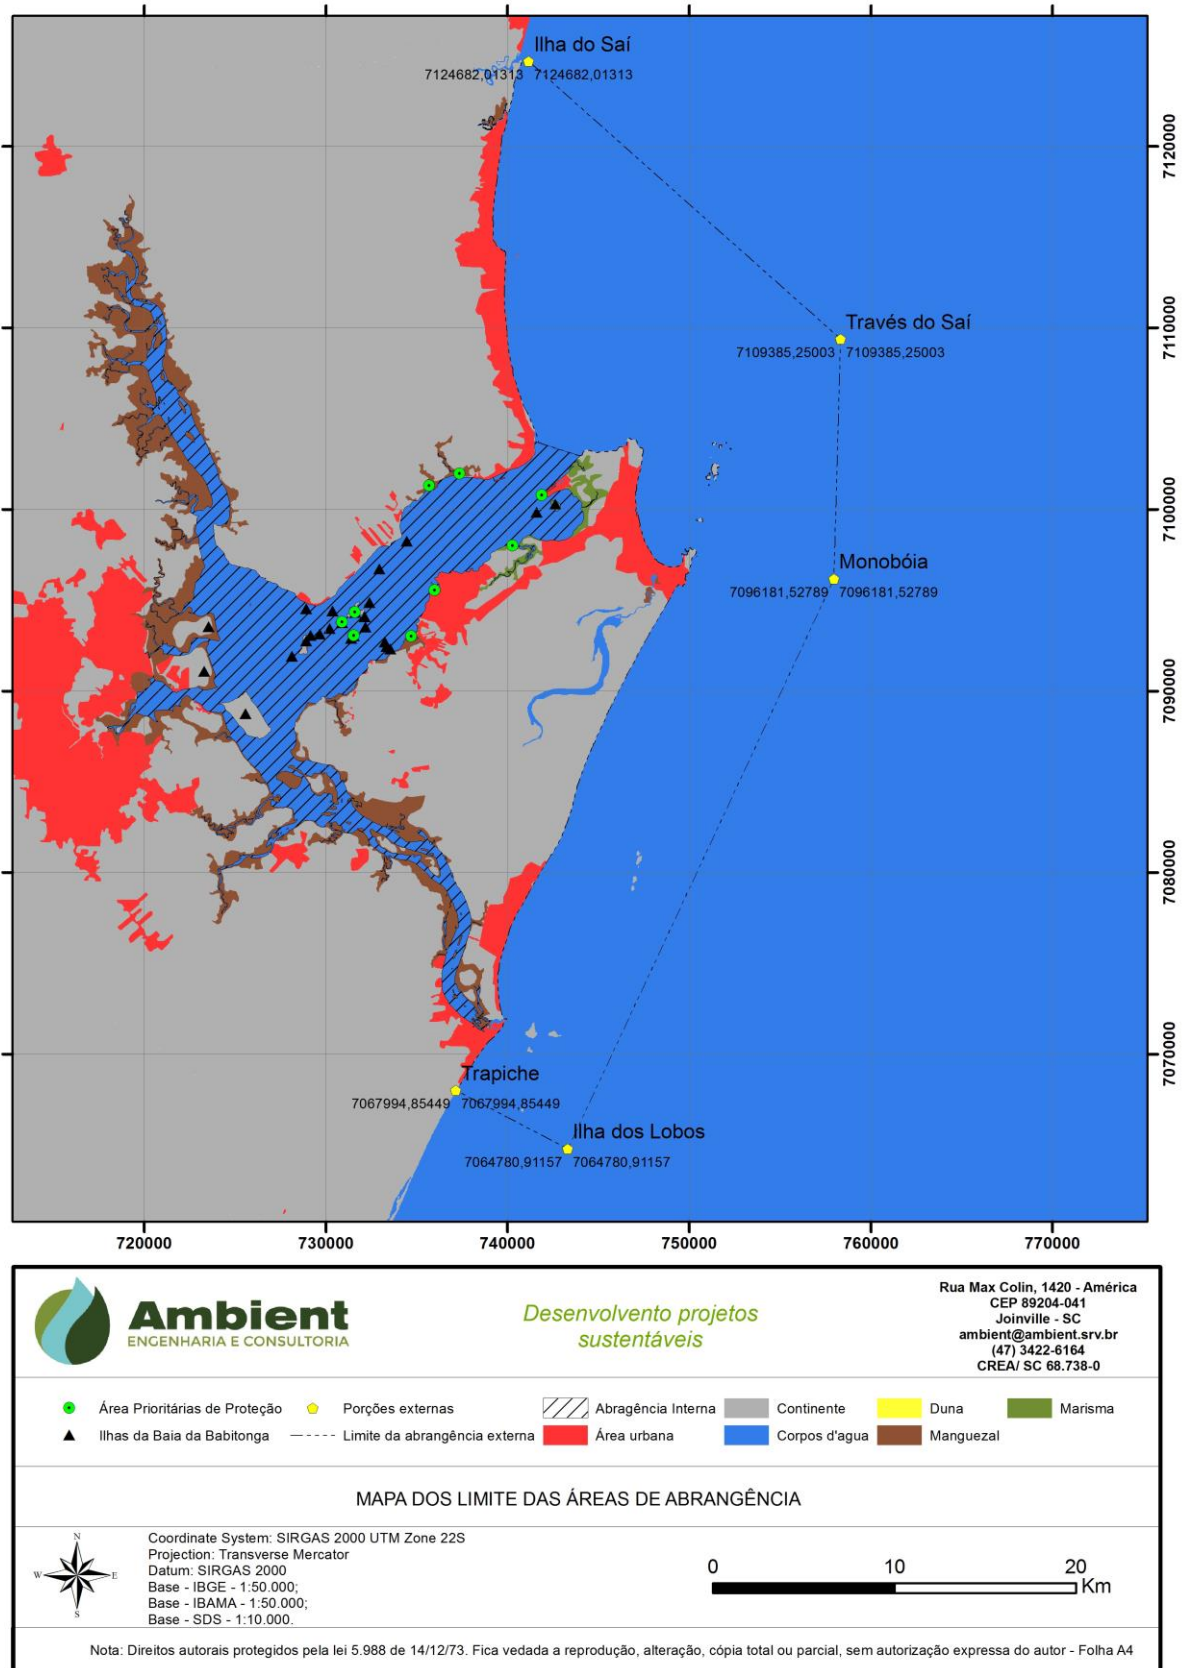 Ilha do Saí
7124682,01313 7124682,01313
7120000
Través do Saí
7109385,25003 7109385,25003
7110000
7100000
Monobóia
7096181,52789 7096181,52789
7090000
7080000
7070000
Trapiche
7067994,85449 7067994,85449
Ilha dos Lobos
7064780,91157 7064780,91157
720000 730000 740000 750000 760000 770000
Ambient
ENGENHARIA E CONSULTORIA
Desenvolvento projetos
sustentáveis
Rua Max Colin, 1420 - América
CEP 89204-041
Joinville - SC
ambient@ambient.srv.br
(47) 3422-6164
CREA/ SC 68.738-0
Área Prioritárias de Proteção Porções externas Abragência Interna Continente Duna Marisma
Ilhas da Baia da Babitonga Limite da abrangência externa Área urbana Corpos d'agua Manguezal
MAPA DOS LIMITE DAS ÁREAS DE ABRANGÊNCIA
N
W E
S
Coordinate System: SIRGAS 2000 UTM Zone 22S
Projection: Transverse Mercator
Datum: SIRGAS 2000
Base - IBGE - 1:50.000;
Base - IBAMA - 1:50.000;
Base - SDS - 1:10.000.
0 10 20
Km
Nota: Direitos autorais protegidos pela lei 5.988 de 14/12/73. Fica vedada a reprodução, alteração, cópia total ou parcial, sem autorização expressa do autor - Folha A4